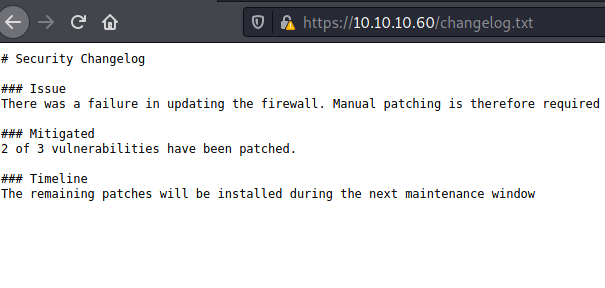 https://10.10.10.60/changelog.txt
# Security Changelog
### Issue
There was a failure in updating the firewall. Manual patching is therefore required
### Mitigated
2 of 3 vulnerabilities have been patched.
### Timeline
The remaining patches will be installed during the next maintenance window